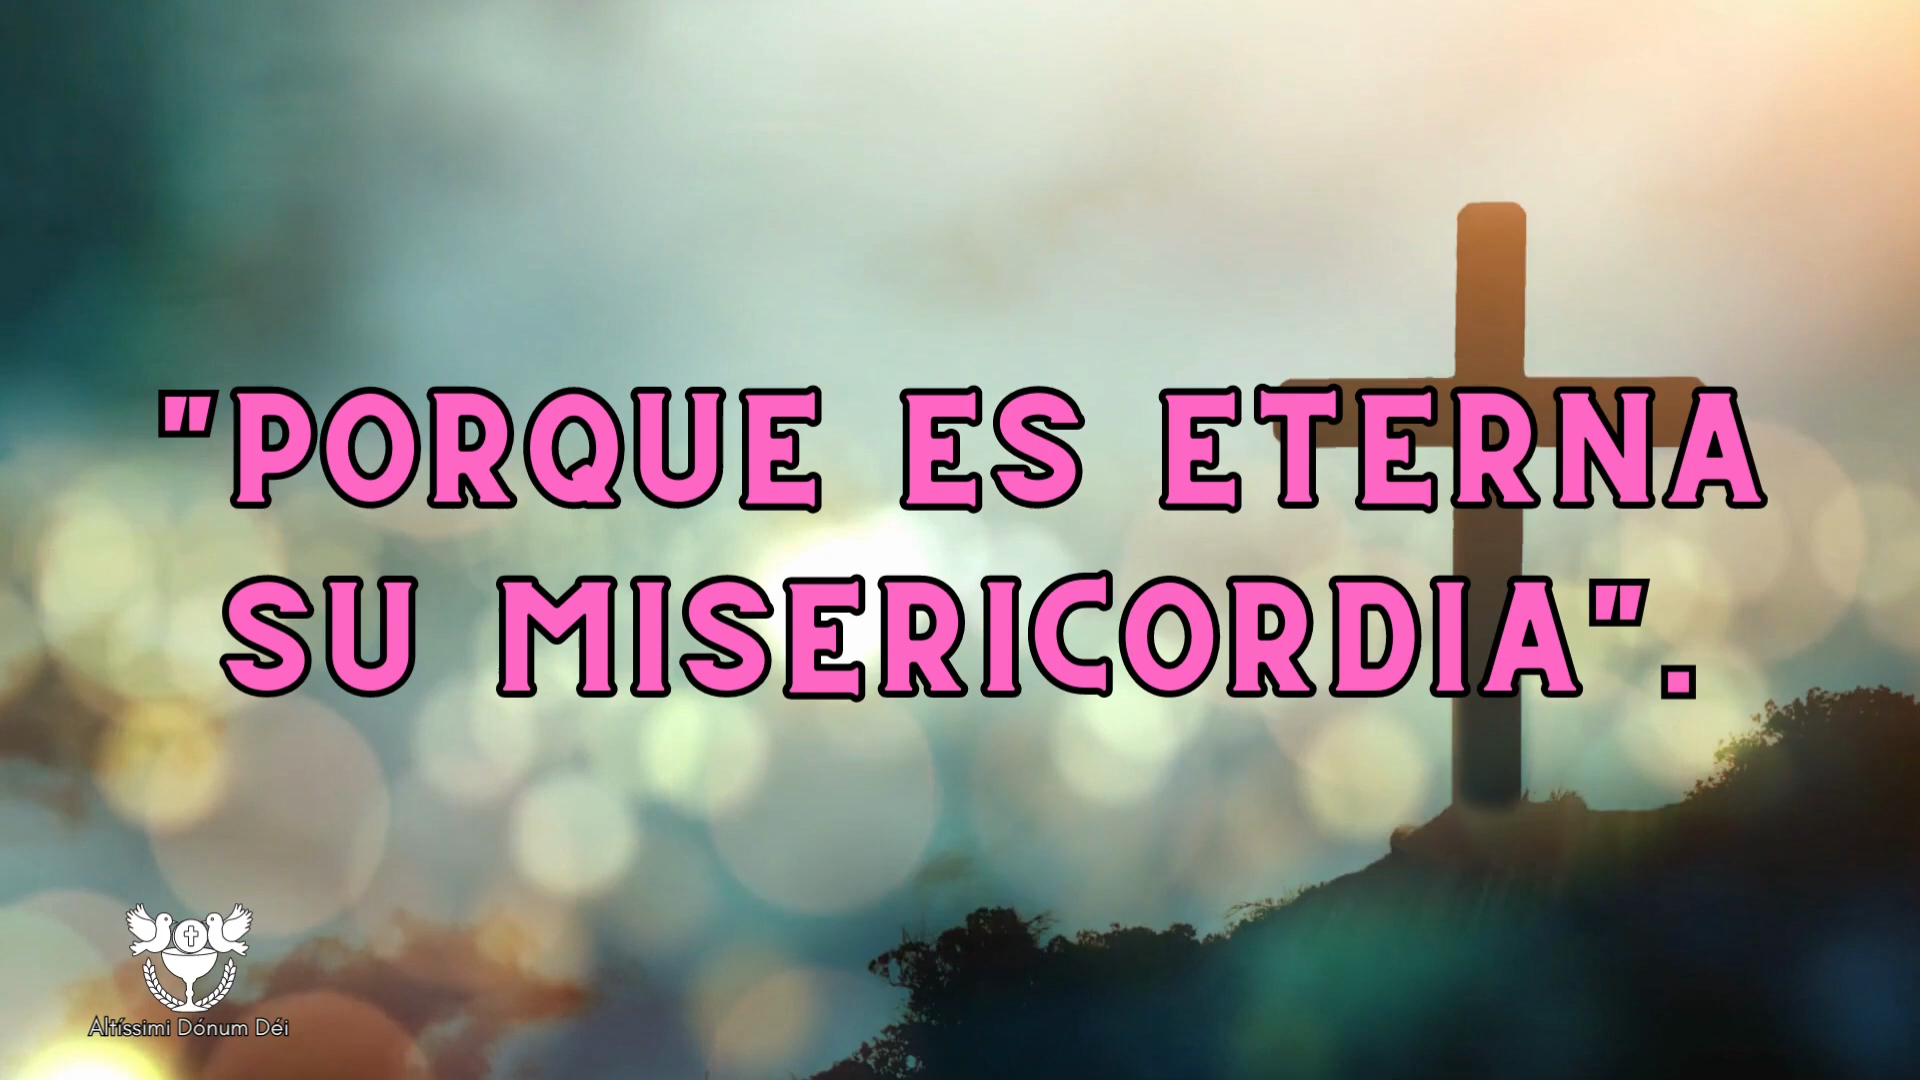 "PORQUE ES ETERNA
SU MISERICORDIA".
Altíssimi Dónum Déi